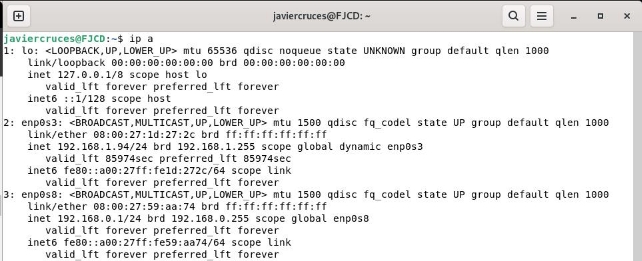 javiercruces@FJCD: ~
javiercruces@FJCD:~$ ip a
1: lo: <LOOPBACK,UP,LOWER_UP> mtu 65536 qdisc noqueue state UNKNOWN group default qlen 1000
    link/loopback 00:00:00:00:00:00 brd 00:00:00:00:00:00
    inet 127.0.0.1/8 scope host lo
       valid_lft forever preferred_lft forever
    inet6 ::1/128 scope host
       valid_lft forever preferred_lft forever
2: enp0s3: <BROADCAST,MULTICAST,UP,LOWER_UP> mtu 1500 qdisc fq_codel state UP group default qlen 1000
    link/ether 08:00:27:1d:27:2c brd ff:ff:ff:ff:ff:ff
    inet 192.168.1.94/24 brd 192.168.1.255 scope global dynamic enp0s3
       valid_lft 85974sec preferred_lft 85974sec
    inet6 fe80::a00:27ff:fe1d:272c/64 scope link
       valid_lft forever preferred_lft forever
3: enp0s8: <BROADCAST,MULTICAST,UP,LOWER_UP> mtu 1500 qdisc fq_codel state UP group default qlen 1000
    link/ether 08:00:27:59:aa:74 brd ff:ff:ff:ff:ff:ff
    inet 192.168.0.1/24 brd 192.168.0.255 scope global enp0s8
       valid_lft forever preferred_lft forever
    inet6 fe80::a00:27ff:fe59:aa74/64 scope link
       valid_lft forever preferred_lft forever